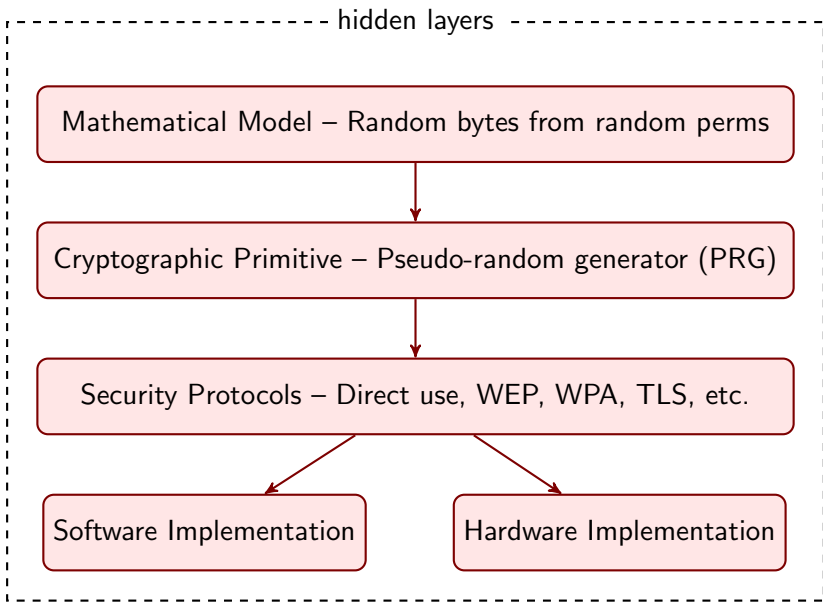 hidden layers
Mathematical Model – Random bytes from random perms
Cryptographic Primitive – Pseudo-random generator (PRG)
Security Protocols – Direct use, WEP, WPA, TLS, etc.
Software Implementation
Hardware Implementation